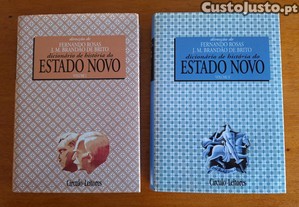 CustoJusto.pt
direcção de
FERNANDO ROSAS
J. M. BRANDÃO DE BRITO
dicionário de história do
ESTADO NOVO
Círculo de Leitores
direcção de
FERNANDO ROSAS
J. M. BRANDÃO DE BRITO
dicionário de história do
ESTADO NOVO
Círculo de Leitores